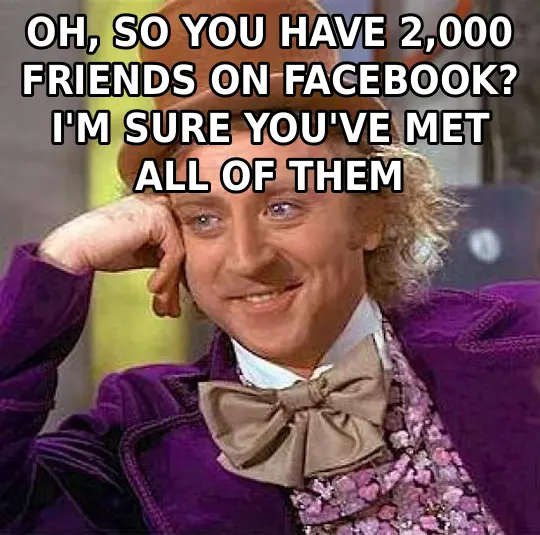 OH, SO YOU HAVE 2,000
FRIENDS ON FACEBOOK?
I'M SURE YOU'VE MET
ALL OF THEM